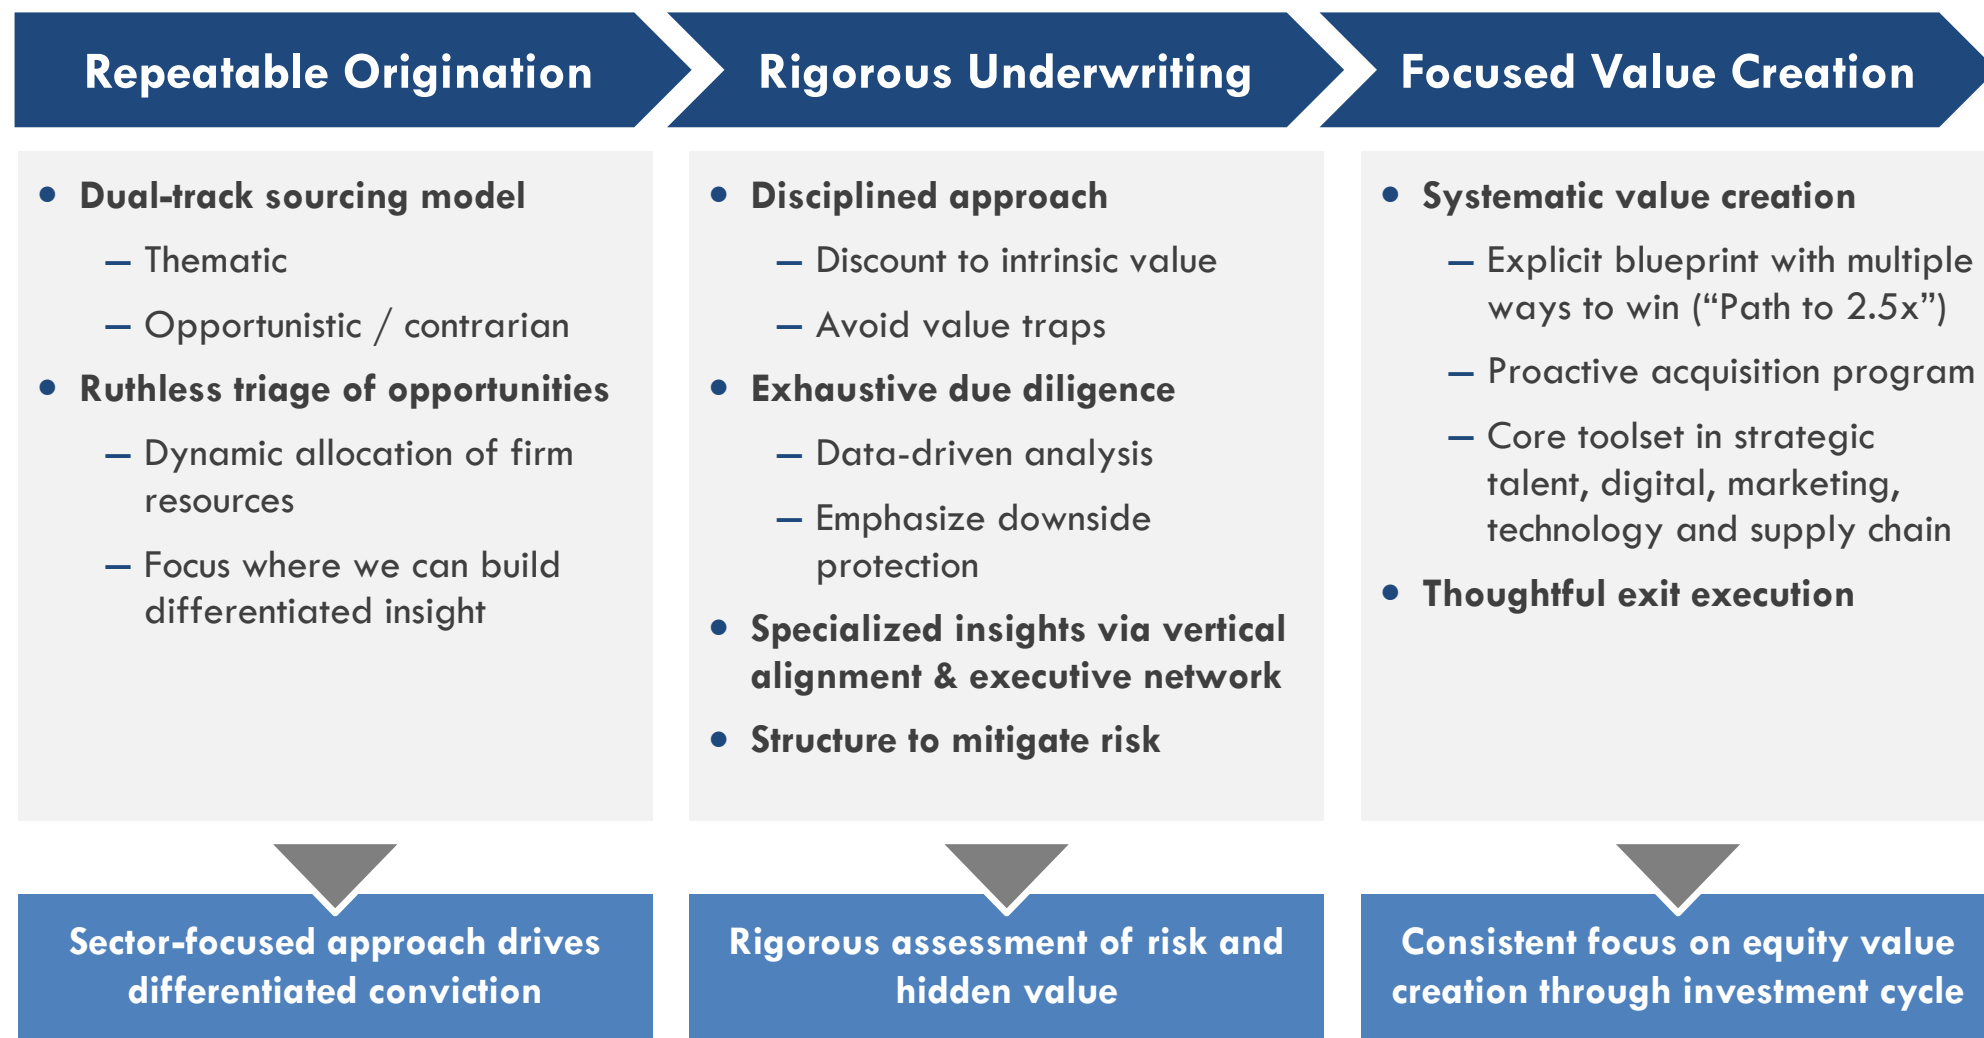 Repeatable Origination
Rigorous Underwriting
Focused Value Creation
• Dual-track sourcing model
— Thematic
— Opportunistic / contrarian
• Ruthless triage of opportunities
— Dynamic allocation of firm
resources
— Focus where we can build
differentiated insight
• Disciplined approach
— Discount to intrinsic value
— Avoid value traps
• Exhaustive due diligence
— Data-driven analysis
— Emphasize downside
protection
• Specialized insights via vertical
alignment & executive network
• Structure to mitigate risk
• Systematic value creation
— Explicit blueprint with multiple
ways to win (“Path to 2.5x”)
— Proactive acquisition program
— Core toolset in strategic
talent, digital, marketing,
technology and supply chain
• Thoughtful exit execution
Sector-focused approach drives
differentiated conviction
Rigorous assessment of risk and
hidden value
Consistent focus on equity value
creation through investment cycle